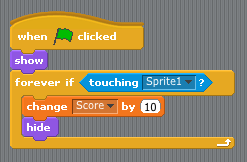 when clicked
show
forever if touching Sprite1 ?
change Score by 10
hide